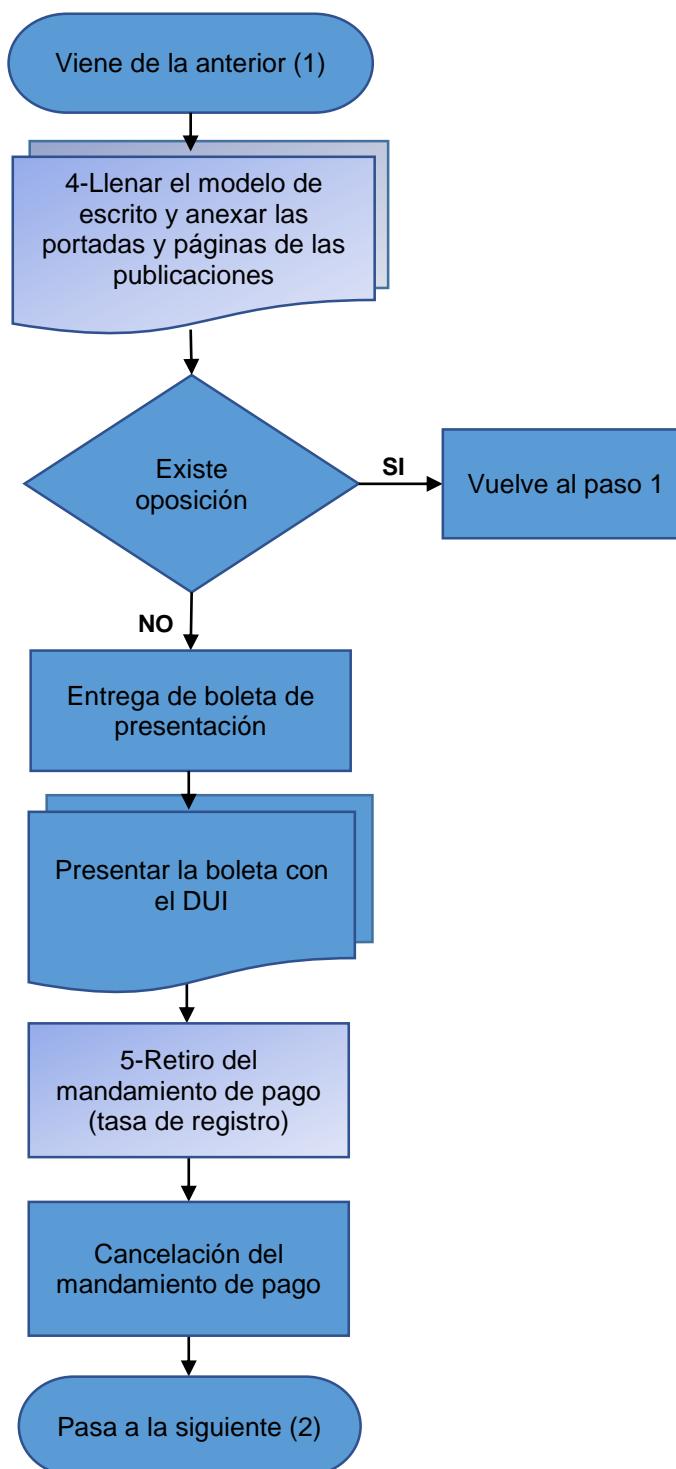 Viene de la anterior (1)
4-Llenar el modelo de
escrito y anexar las
portadas y páginas de las
publicaciones
Existe
oposición
SI
Vuelve al paso 1
NO
Entrega de boleta de
presentación
Presentar la boleta con
el DUI
5-Retiro del
mandamiento de pago
(tasa de registro)
Cancelación del
mandamiento de pago
Pasa a la siguiente (2)